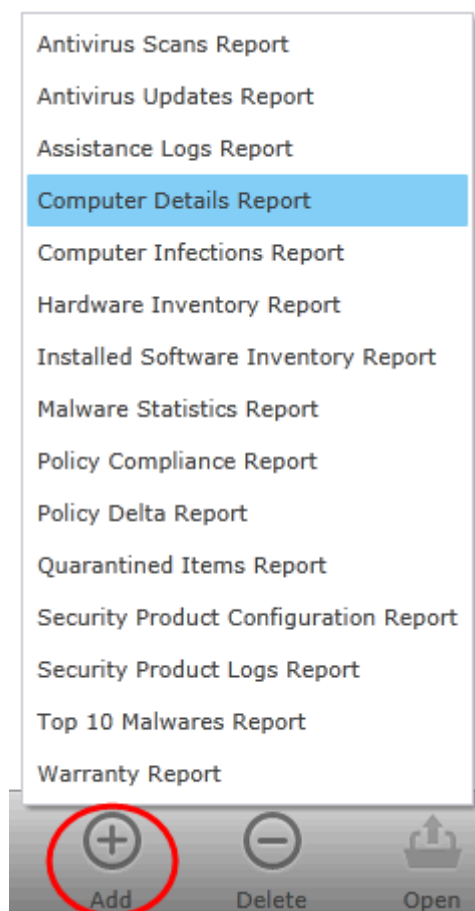 Antivirus Scans Report
Antivirus Updates Report
Assistance Logs Report
Computer Details Report
Computer Infections Report
Hardware Inventory Report
Installed Software Inventory Report
Malware Statistics Report
Policy Compliance Report
Policy Delta Report
Quarantined Items Report
Security Product Configuration Report
Security Product Logs Report
Top 10 Malwares Report
Warranty Report
Add Delete Open